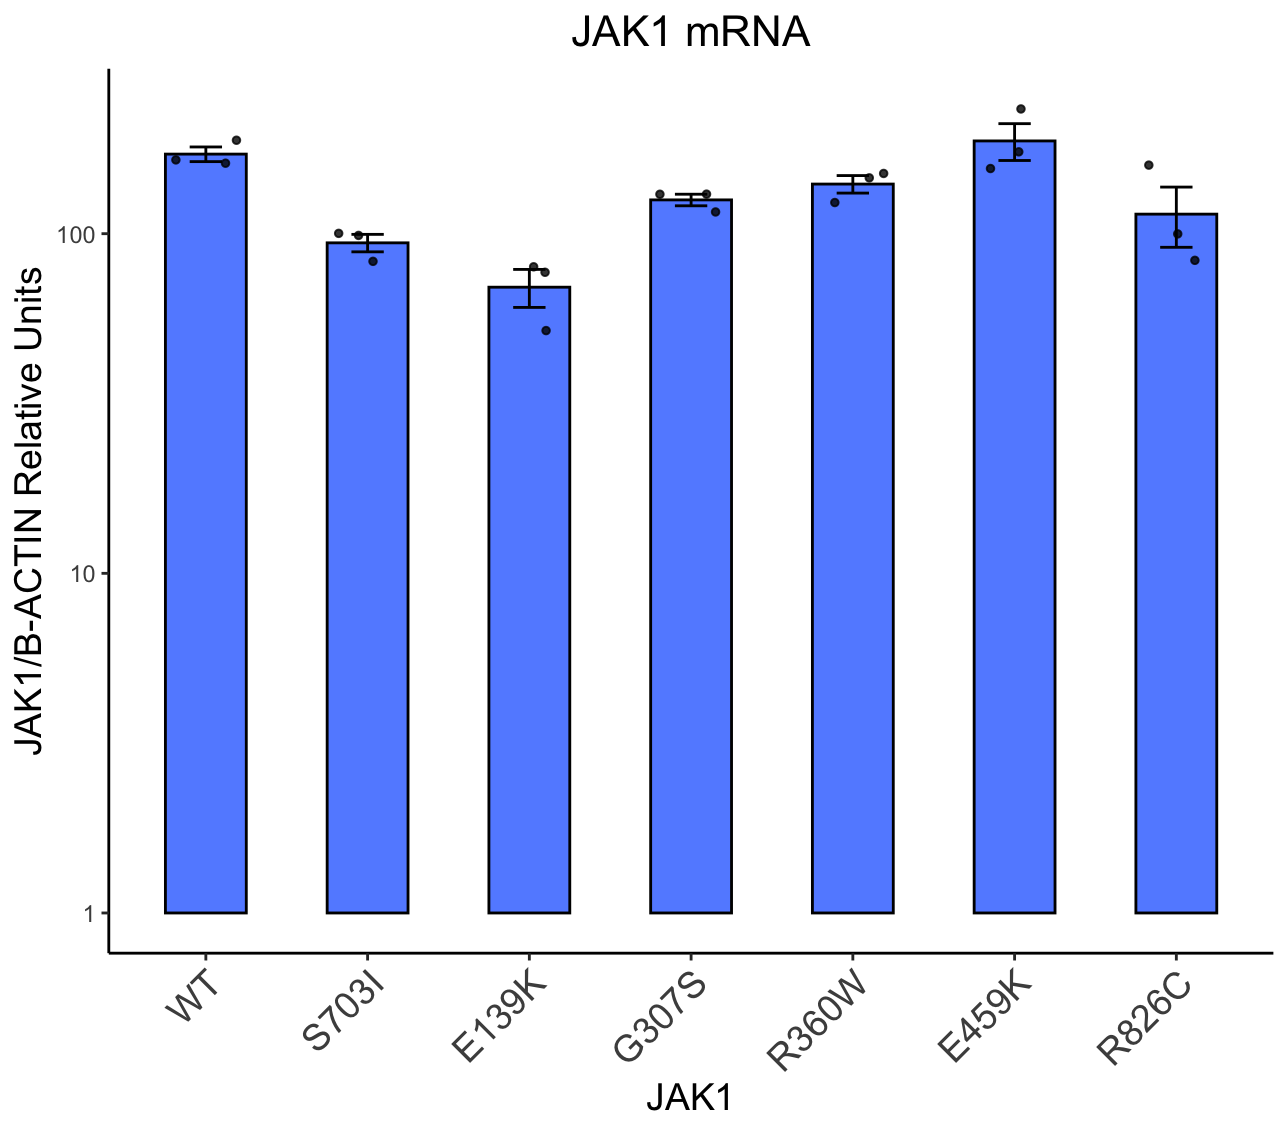 JAK1 mRNA
JAK1/B-ACTIN Relative Units
100
10
1
WT
S703I
E139K
G307S
R360W
E459K
R826C
JAK1